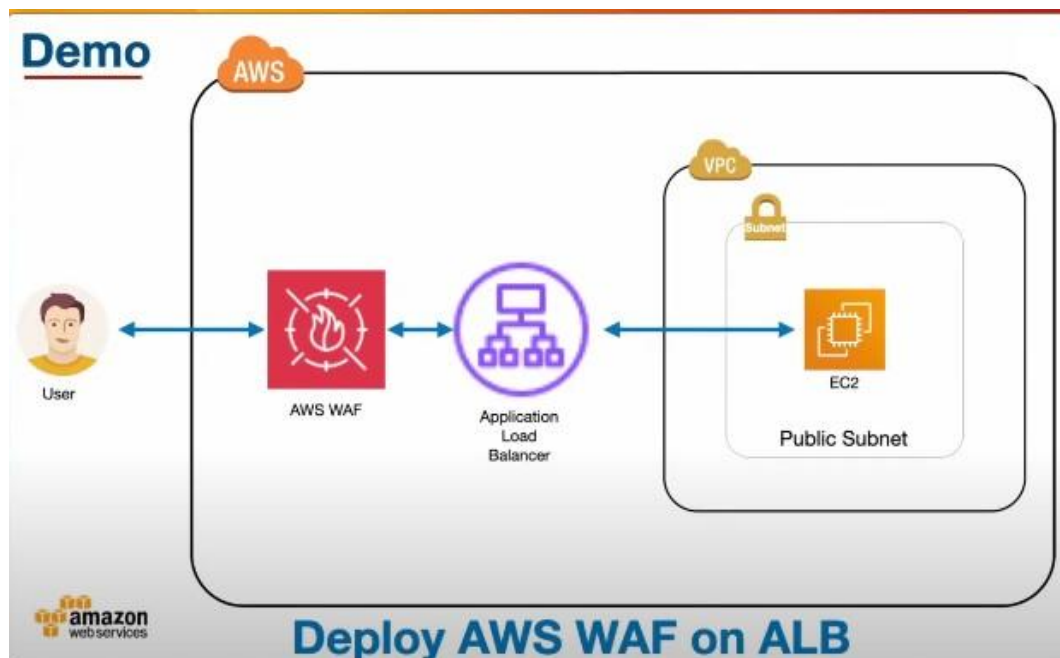 Demo
AWS
VPC
Subnet
User
AWS WAF
Application
Load
Balancer
EC2
Public Subnet
amazon
webservices
Deploy AWS WAF on ALB